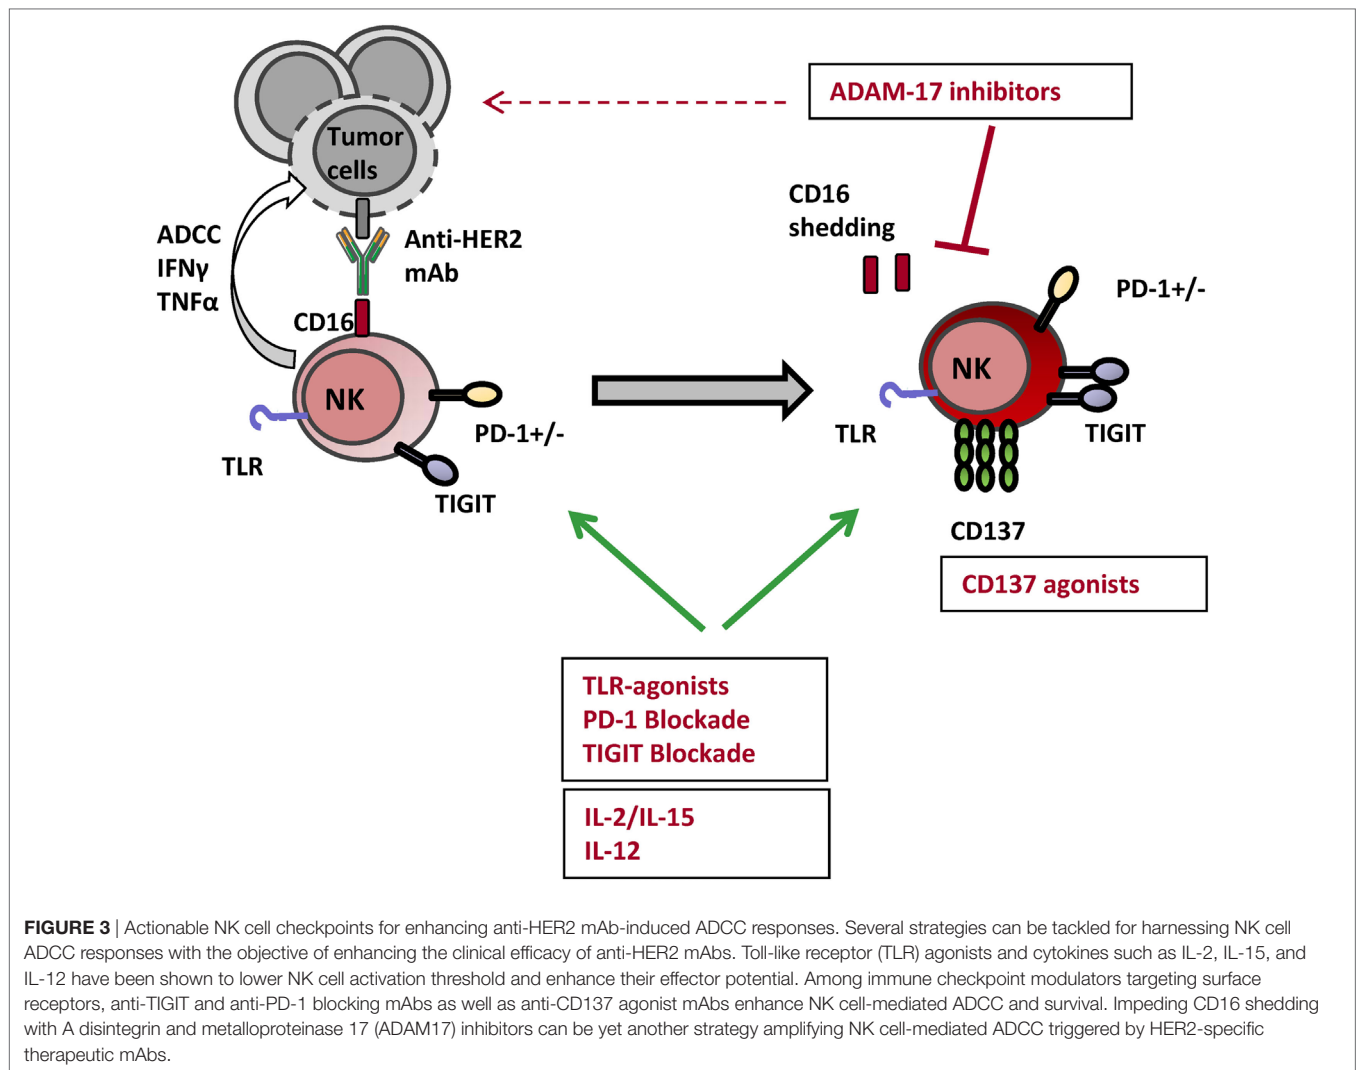 Tumor
cells
ADAM-17 inhibitors
ADCC
IFNγ
TNFα
Anti-HER2
mAb
CD16
shedding
CD16
NK
PD-1+/-
TLR
TIGIT
PD-1+/-
NK
TLR
TIGIT
CD137
CD137 agonists
TLR-agonists
PD-1 Blockade
TIGIT Blockade
IL-2/IL-15
IL-12
FIGURE 3 | Actionable NK cell checkpoints for enhancing anti-HER2 mAb-induced ADCC responses. Several strategies can be tackled for harnessing NK cell
ADCC responses with the objective of enhancing the clinical efficacy of anti-HER2 mAbs. Toll-like receptor (TLR) agonists and cytokines such as IL-2, IL-15, and
IL-12 have been shown to lower NK cell activation threshold and enhance their effector potential. Among immune checkpoint modulators targeting surface
receptors, anti-TIGIT and anti-PD-1 blocking mAbs as well as anti-CD137 agonist mAbs enhance NK cell-mediated ADCC and survival. Impeding CD16 shedding
with A disintegrin and metalloproteinase 17 (ADAM17) inhibitors can be yet another strategy amplifying NK cell-mediated ADCC triggered by HER2-specific
therapeutic mAbs.